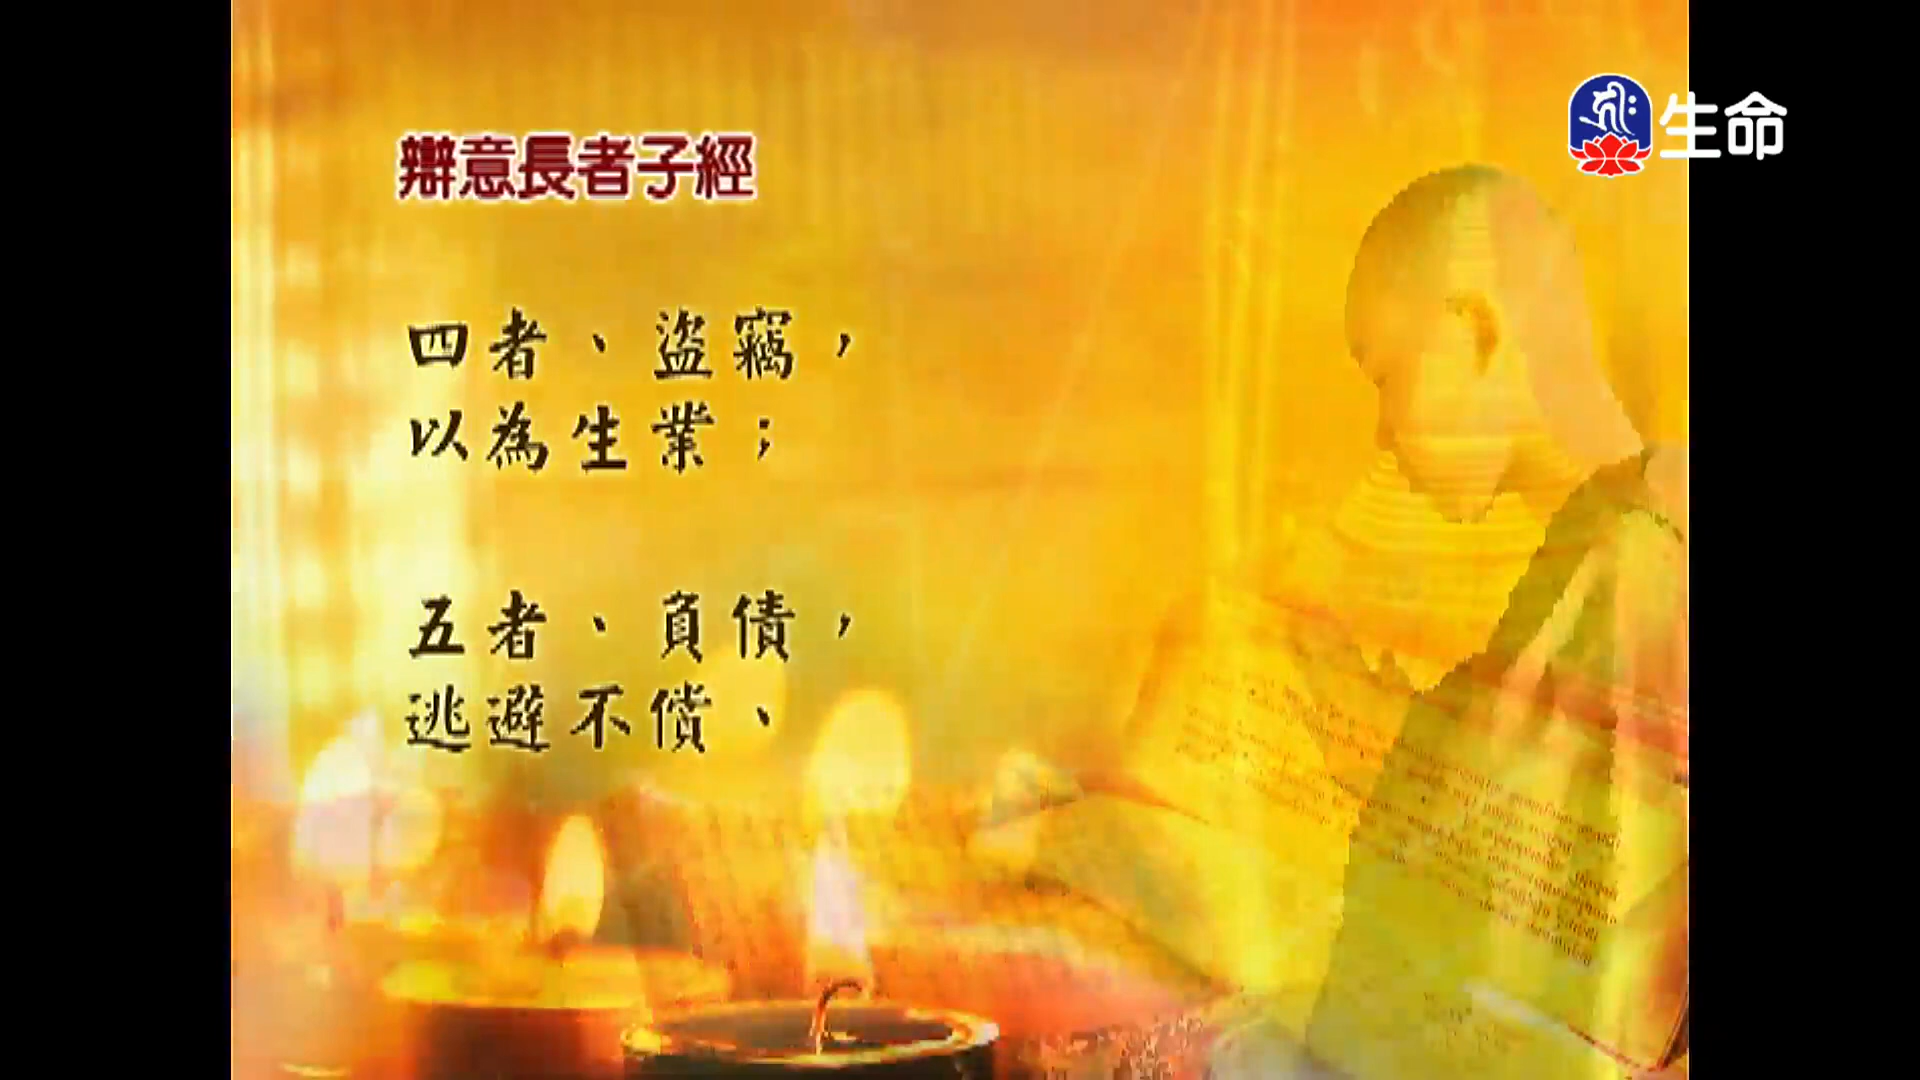 生命
辯意長者子經
四者、盜竊，
以為生業；
五者、負債，
逃避不償、